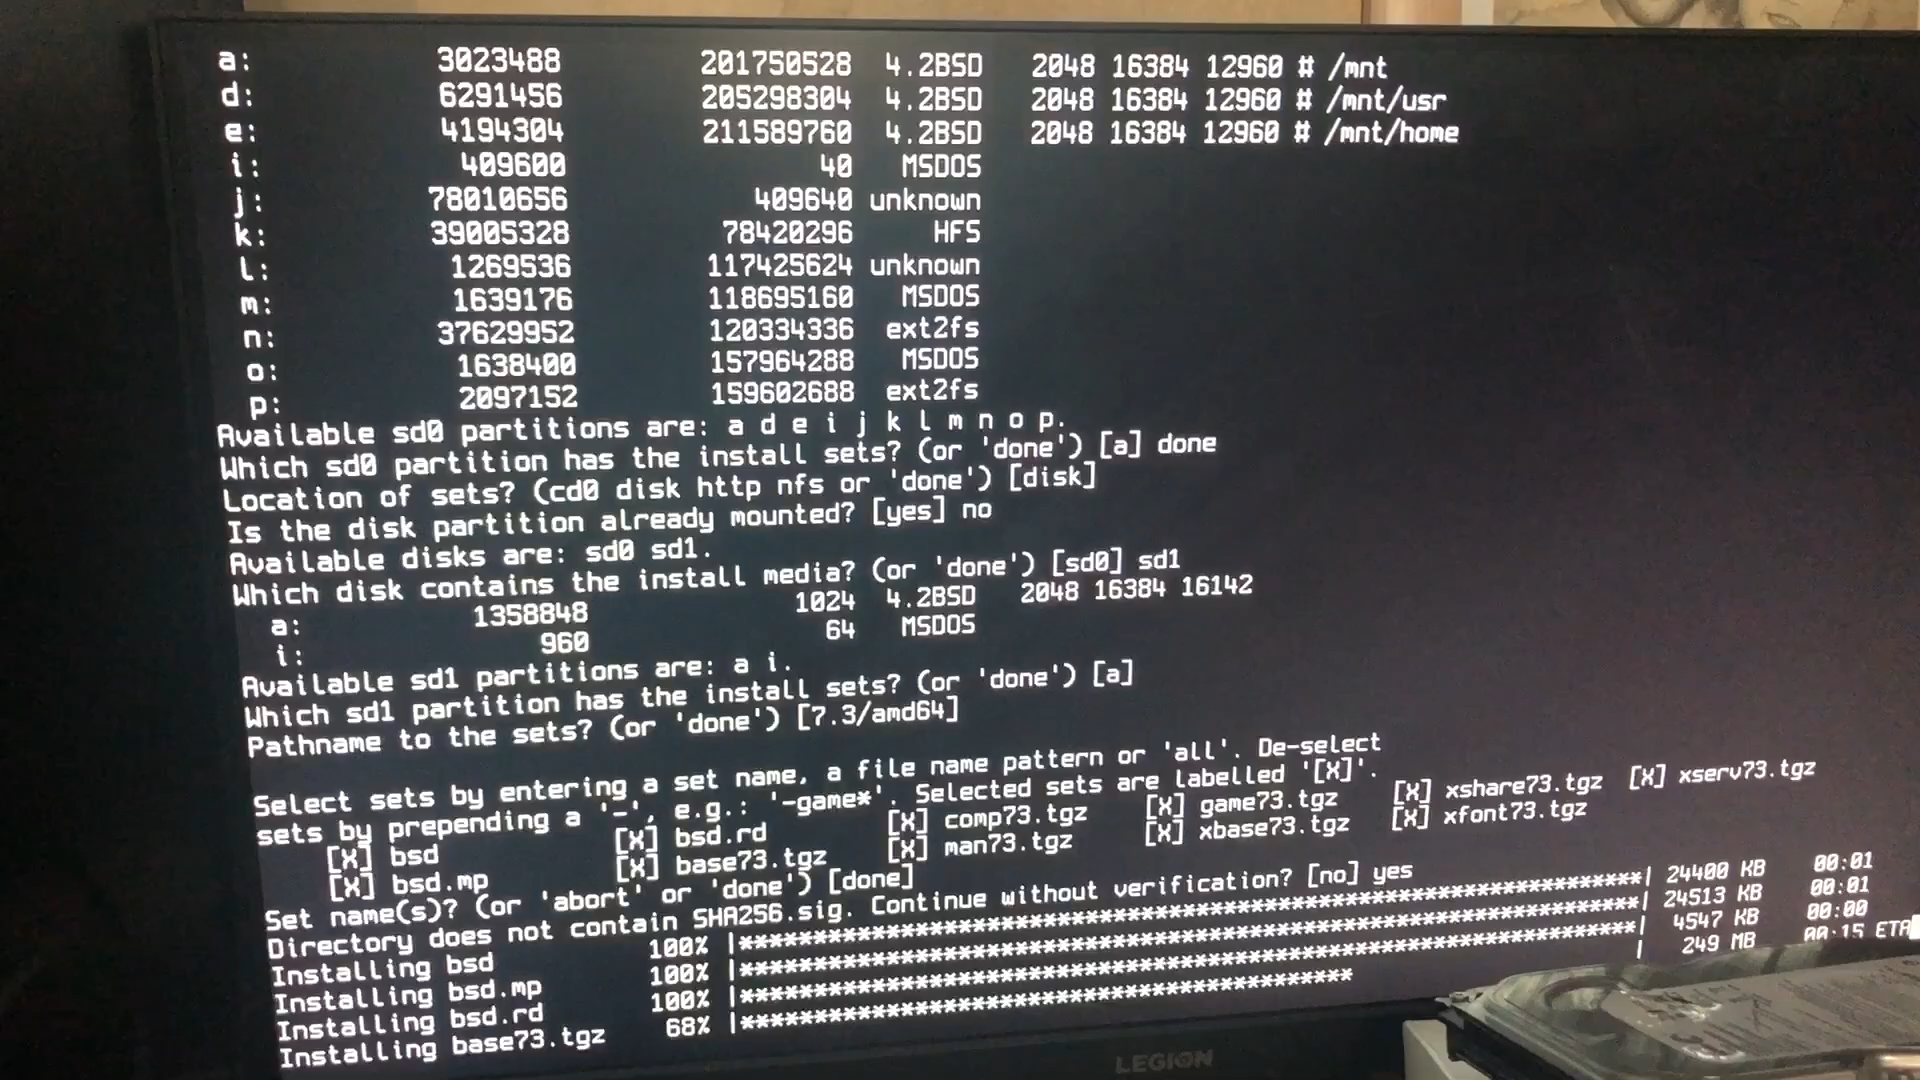 a: 3023488 201750528 4.2BSD 2048 16384 12960 # /mnt
d: 6291456 205298304 4.2BSD 2048 16384 12960 # /mnt/usr
e: 4194304 211589760 4.2BSD 2048 16384 12960 # /mnt/home
i: 409600 40 MSDOS
j: 78010656 409640 unknown
k: 39005328 78420296 HFS
l: 1269536 117425624 unknown
m: 1639176 118695160 MSDOS
n: 37629952 120334336 ext2fs
o: 1638400 157964288 MSDOS
p: 2097152 159602688 ext2fs
Available sd0 partitions are: a d e i j k l m n o p.
Which sd0 partition has the install sets? (or 'done') [a] done
Location of sets? (cd0 disk http nfs or 'done') [disk]
Is the disk partition already mounted? [yes] no
Available disks are: sd0 sd1.
Which disk contains the install media? (or 'done') [sd0] sd1
a: 1358848 1024 4.2BSD 2048 16384 16142
i: 960 64 MSDOS
Available sd1 partitions are: a i.
Which sd1 partition has the install sets? (or 'done') [a]
Pathname to the sets? (or 'done') [7.3/amd64]
Select sets by entering a set name, a file name pattern or 'all'. De-select
sets by prepending a '-', e.g.: '-game*'. Selected sets are labelled '[X]'.
[X] bsd [X] bsd.rd [X] comp73.tgz [X] game73.tgz [X] xshare73.tgz [X] xserv73.tgz
[X] bsd.mp [X] base73.tgz [X] man73.tgz [X] xbase73.tgz [X] xfont73.tgz
Set name(s)? (or 'abort' or 'done') [done]
Directory does not contain SHA256.sig. Continue without verification? [no] yes
Installing bsd 100% |**************************************************************************| 24400 KB 00:01
Installing bsd.mp 100% |**************************************************************************| 24513 KB 00:01
Installing bsd.rd 100% |**************************************************************************| 4547 KB 00:00
Installing base73.tgz 68% |************************************************** | 249 MB 00:15 ETA
LEGION